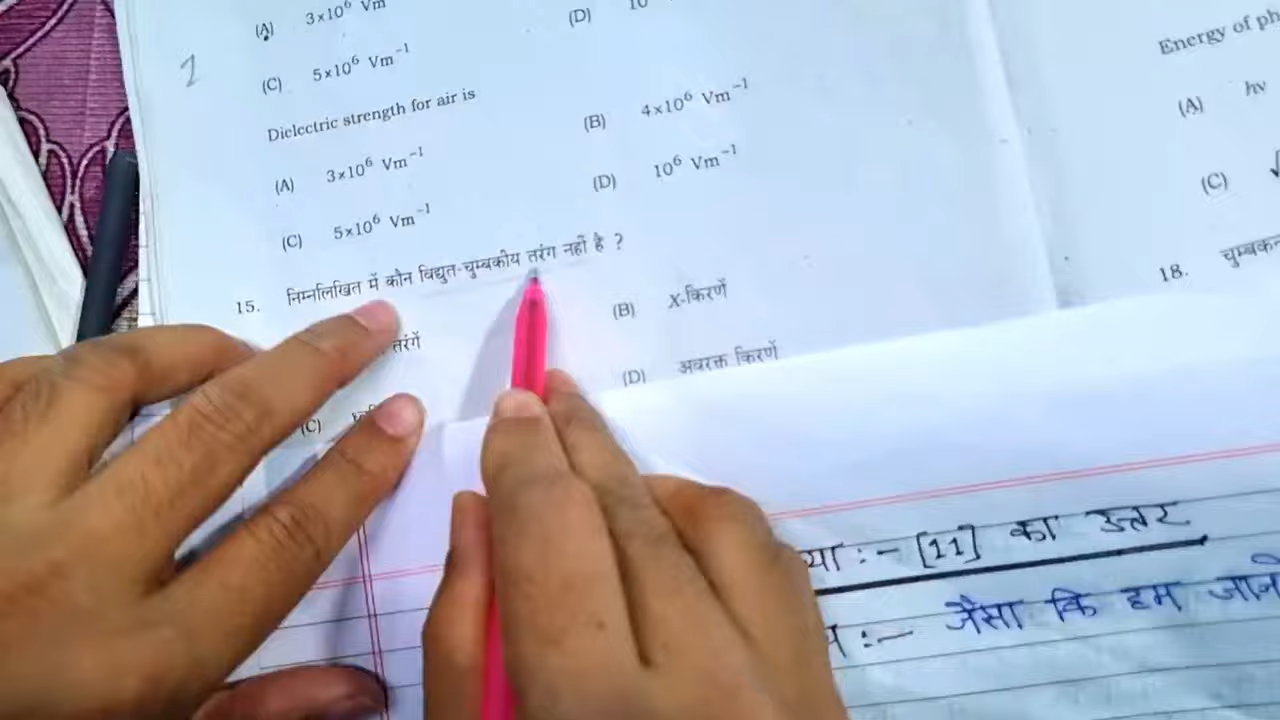 (A) 3×10⁶ Vm
(D) 10
(C) 5×10⁶ Vm⁻¹
Dielectric strength for air is
(A) 3×10⁶ Vm⁻¹
(B) 4×10⁶ Vm⁻¹
(C) 5×10⁶ Vm⁻¹
(D) 10⁶ Vm⁻¹
15. निम्नलिखित में कौन विद्युत-चुम्बकीय तरंग नहीं है ?
तरंगें
(B) X-किरणें
(C)
(D) अवरक्त किरणें
Energy of ph
(A) hν
(C)
18.
या :- [11] का उत्तर
:- जैसा कि हम